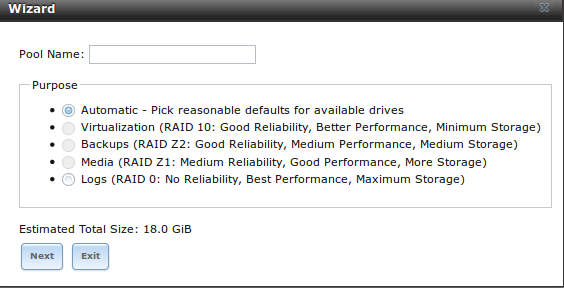 Wizard
Pool Name:
Purpose
Automatic - Pick reasonable defaults for available drives
Virtualization (RAID 10: Good Reliability, Better Performance, Minimum Storage)
Backups (RAID Z2: Good Reliability, Medium Performance, Medium Storage)
Media (RAID Z1: Medium Reliability, Good Performance, More Storage)
Logs (RAID 0: No Reliability, Best Performance, Maximum Storage)
Estimated Total Size: 18.0 GiB
Next Exit